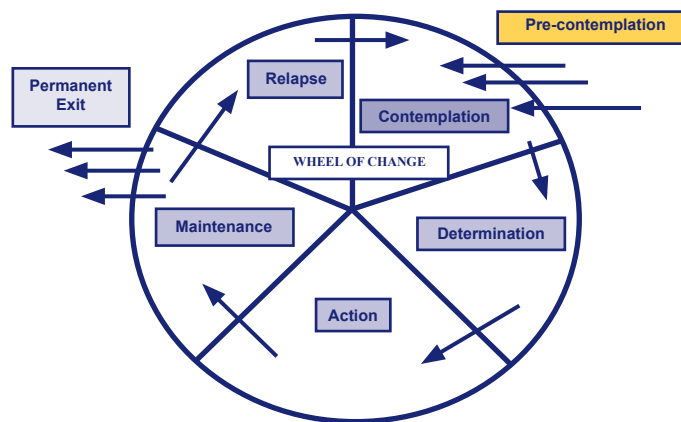 Pre-contemplation
Relapse
Permanent
Exit
Contemplation
WHEEL OF CHANGE
Maintenance
Determination
Action